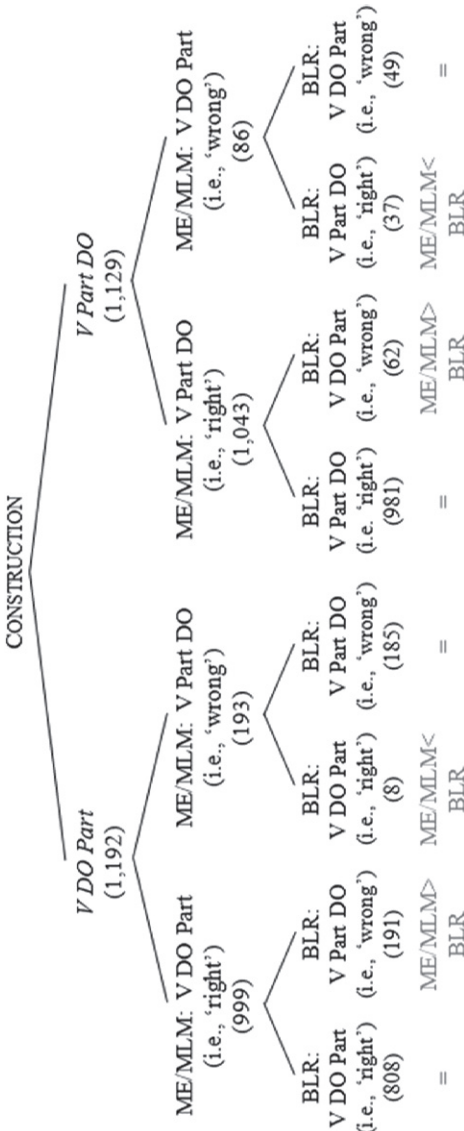 CONSTRUCTION
V DO Part
(1,192)
V Part DO
(1,129)
ME/MLM: V DO Part
(i.e., ‘right’)
(999)
ME/MLM: V Part DO
(i.e., ‘wrong’)
(193)
ME/MLM: V Part DO
(i.e., ‘right’)
(1,043)
ME/MLM: V DO Part
(i.e., ‘wrong’)
(86)
BLR:
V DO Part
(i.e., ‘right’)
(808)
BLR:
V Part DO
(i.e., ‘wrong’)
(191)
BLR:
V DO Part
(i.e., ‘right’)
(8)
BLR:
V Part DO
(i.e., ‘wrong’)
(185)
BLR:
V Part DO
(i.e. ‘right’)
(981)
BLR:
V DO Part
(i.e., ‘wrong’)
(62)
BLR:
V Part DO
(i.e., ‘right’)
(37)
BLR:
V DO Part
(i.e., ‘wrong’)
(49)
=
ME/MLM>
BLR
ME/MLM<
BLR
=
=
ME/MLM>
BLR
ME/MLM<
BLR
=